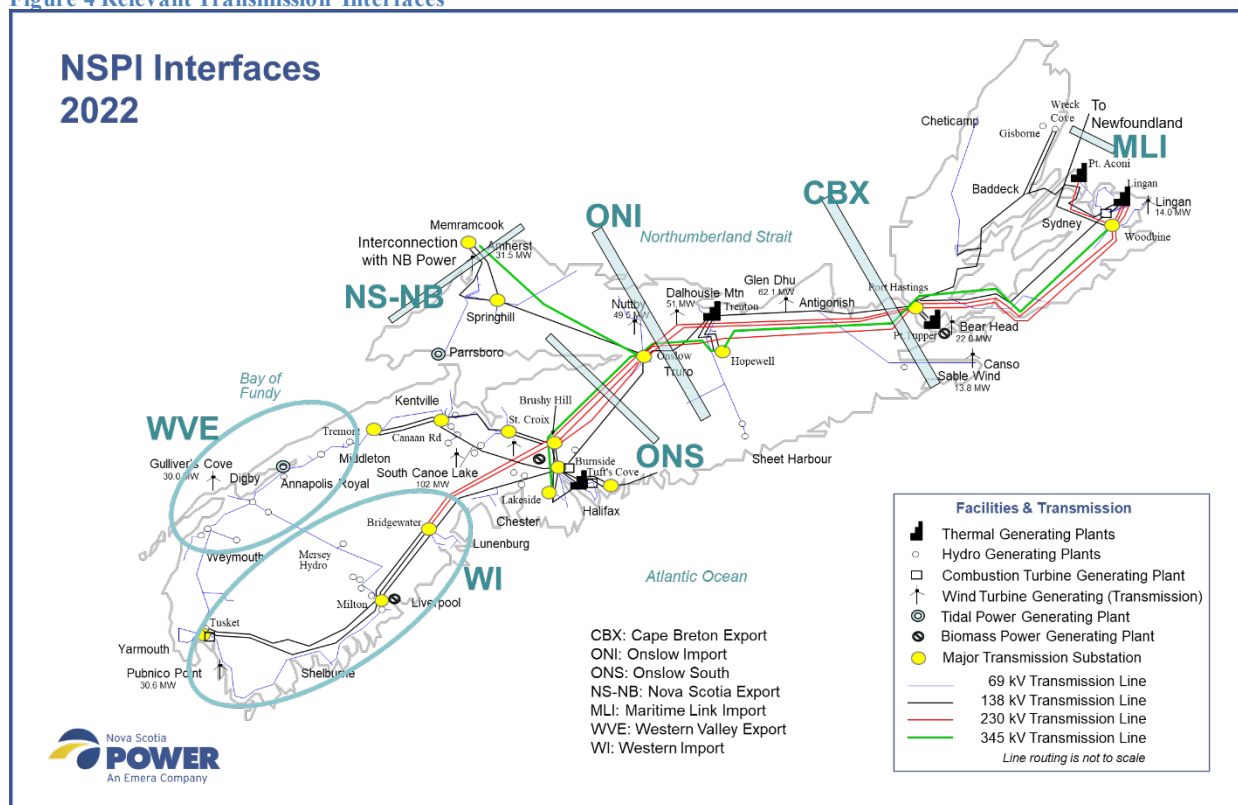 Figure 4 Relevant Transmission Interfaces
NSPI Interfaces
2022
Cheticamp
Wreck
Cove
Gisborne
To
Newfoundland
MLI
Pt. Aconi
Lingan
Lingan
14.0 MW
Baddeck
Sydney
Woodbine
CBX
ONI
Northumberland Strait
Memramcook
Interconnection
with NB Power
Amherst
31.5 MW
NS-NB
Springhill
Nuttby
49.5 MW
Dalhousie Mtn
51 MW
Trenton
Glen Dhu
62.1 MW
Antigonish
Port Hastings
Pt. Tupper
Bear Head
22.0 MW
Canso
Sable Wind
13.8 MW
Parrsboro
Onslow
Truro
Hopewell
Bay of
Fundy
Kentville
Brushy Hill
St. Croix
WVE
Tremont
Canaan Rd
Middleton
South Canoe Lake
102 MW
Burnside
Tuft's Cove
ONS
Sheet Harbour
Gulliver's Cove
30.0 MW
Digby
Annapolis Royal
Lakeside
Halifax
Chester
Bridgewater
Lunenburg
Weymouth
Mersey
Hydro
WI
Atlantic Ocean
Milton
Liverpool
Tusket
Yarmouth
Pubnico Point
30.6 MW
Shelburne
CBX: Cape Breton Export
ONI: Onslow Import
ONS: Onslow South
NS-NB: Nova Scotia Export
MLI: Maritime Link Import
WVE: Western Valley Export
WI: Western Import
Facilities & Transmission
Thermal Generating Plants
Hydro Generating Plants
Combustion Turbine Generating Plant
Wind Turbine Generating (Transmission)
Tidal Power Generating Plant
Biomass Power Generating Plant
Major Transmission Substation
69 kV Transmission Line
138 kV Transmission Line
230 kV Transmission Line
345 kV Transmission Line
Line routing is not to scale
Nova Scotia
POWER
An Emera Company